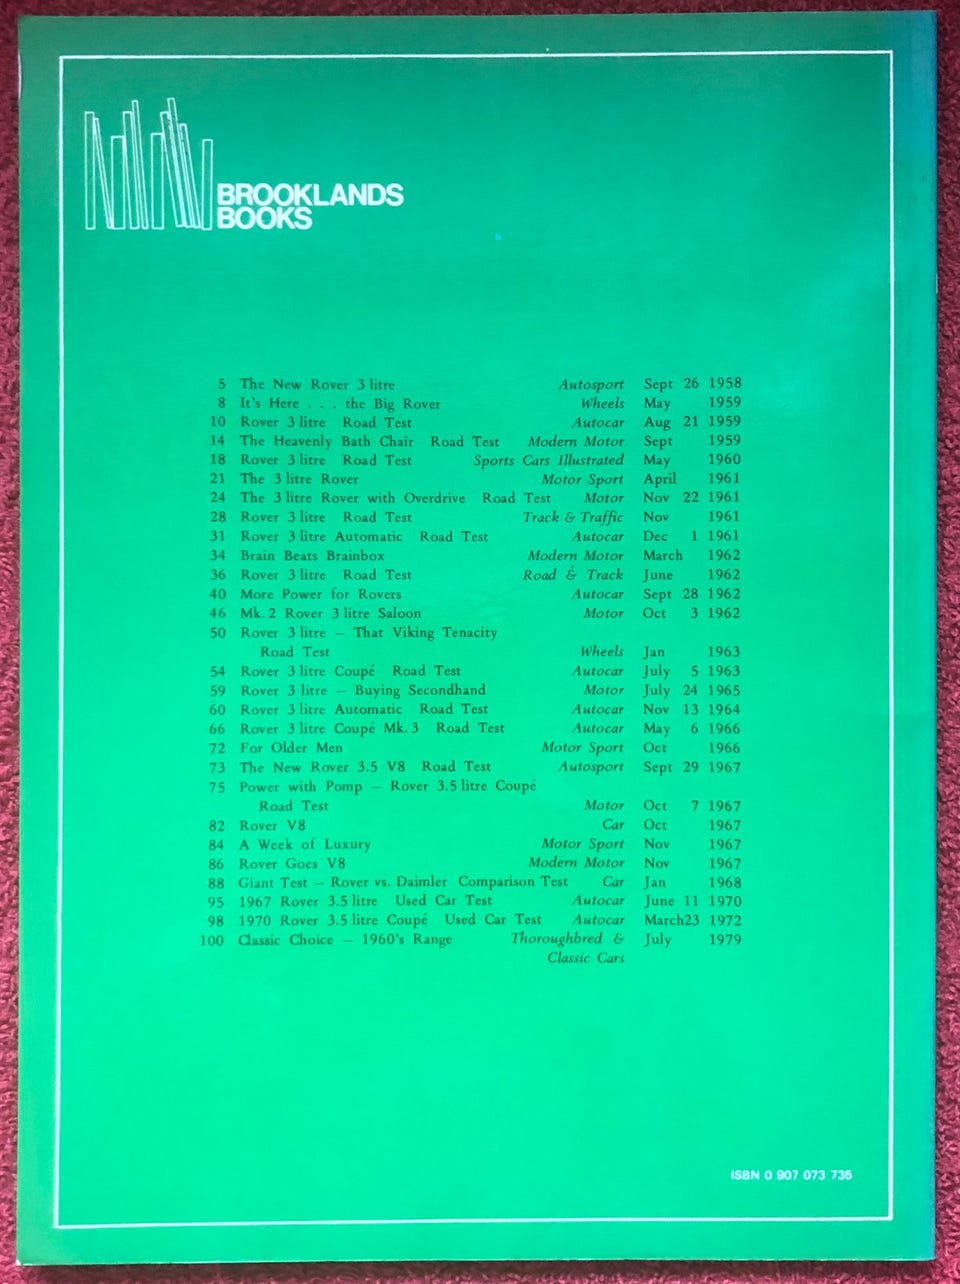 BROOKLANDS
BOOKS
5 The New Rover 3 litre Autosport Sept 26 1958
8 It's Here . . . the Big Rover Wheels May 1959
10 Rover 3 litre Road Test Autocar Aug 21 1959
14 The Heavenly Bath Chair Road Test Modern Motor Sept 1959
18 Rover 3 litre Road Test Sports Cars Illustrated May 1960
21 The 3 litre Rover Motor Sport April 1961
24 The 3 litre Rover with Overdrive Road Test Motor Nov 22 1961
28 Rover 3 litre Road Test Track & Traffic Nov 1961
31 Rover 3 litre Automatic Road Test Autocar Dec 1 1961
34 Brain Beats Brainbox Modern Motor March 1962
36 Rover 3 litre Road Test Road & Track June 1962
40 More Power for Rovers Autocar Sept 28 1962
46 Mk. 2 Rover 3 litre Saloon Motor Oct 3 1962
50 Rover 3 litre – That Viking Tenacity
Road Test Wheels Jan 1963
54 Rover 3 litre Coupé Road Test Autocar July 5 1963
59 Rover 3 litre – Buying Secondhand Motor July 24 1965
60 Rover 3 litre Automatic Road Test Autocar Nov 13 1964
66 Rover 3 litre Coupé Mk. 3 Road Test Autocar May 6 1966
72 For Older Men Motor Sport Oct 1966
73 The New Rover 3.5 V8 Road Test Autosport Sept 29 1967
75 Power with Pomp – Rover 3.5 litre Coupé
Road Test Motor Oct 7 1967
82 Rover V8 Car Oct 1967
84 A Week of Luxury Motor Sport Nov 1967
86 Rover Goes V8 Modern Motor Nov 1967
88 Giant Test – Rover vs. Daimler Comparison Test Car Jan 1968
95 1967 Rover 3.5 litre Used Car Test Autocar June 11 1970
98 1970 Rover 3.5 litre Coupé Used Car Test Autocar March23 1972
100 Classic Choice – 1960's Range Thoroughbred & July 1979
Classic Cars
ISBN 0 907 073 735